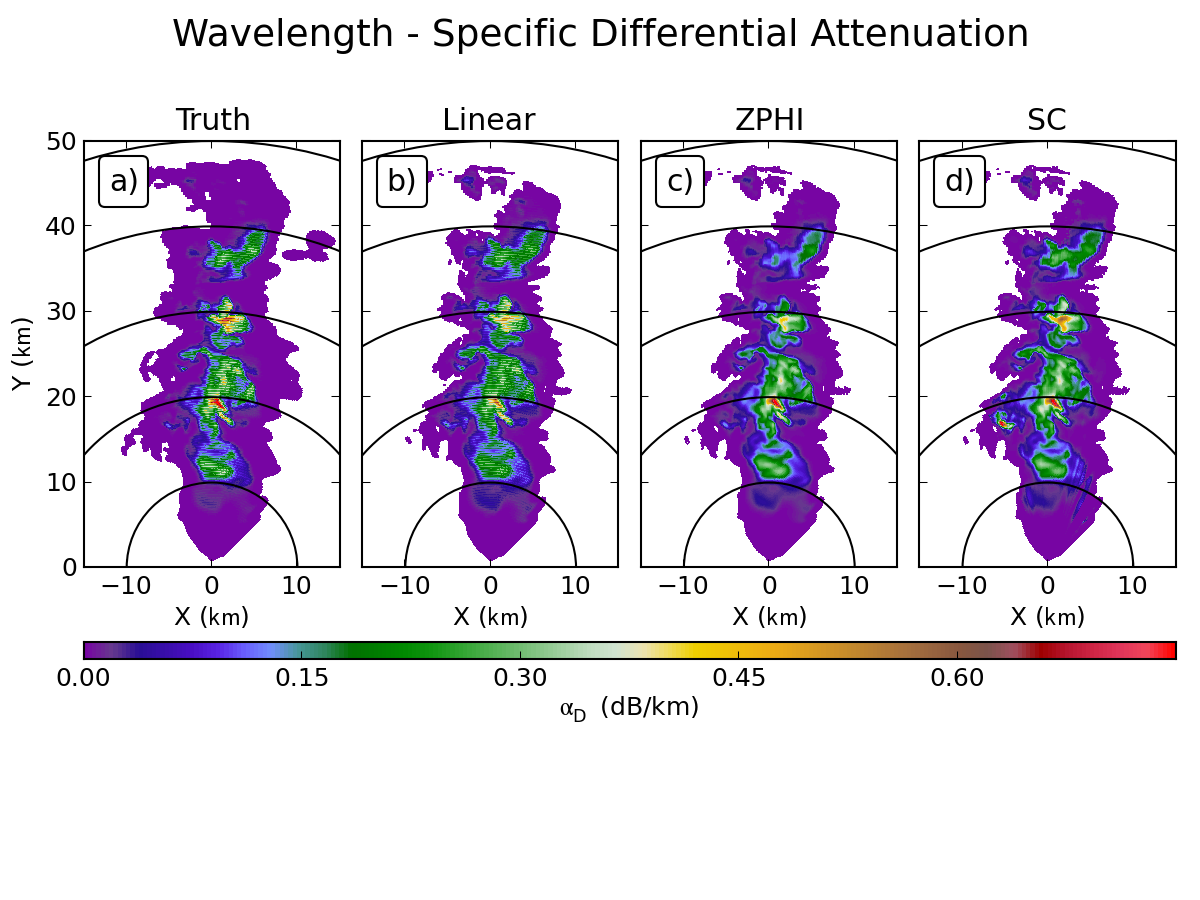 Wavelength - Specific Differential Attenuation
Truth Linear ZPHI SC
a) b) c) d)
50
40
30
20
10
0
Y (km)
−10 0 10 −10 0 10 −10 0 10 −10 0 10
X (km) X (km) X (km) X (km)
0.00 0.15 0.30 0.45 0.60
α_D (dB/km)